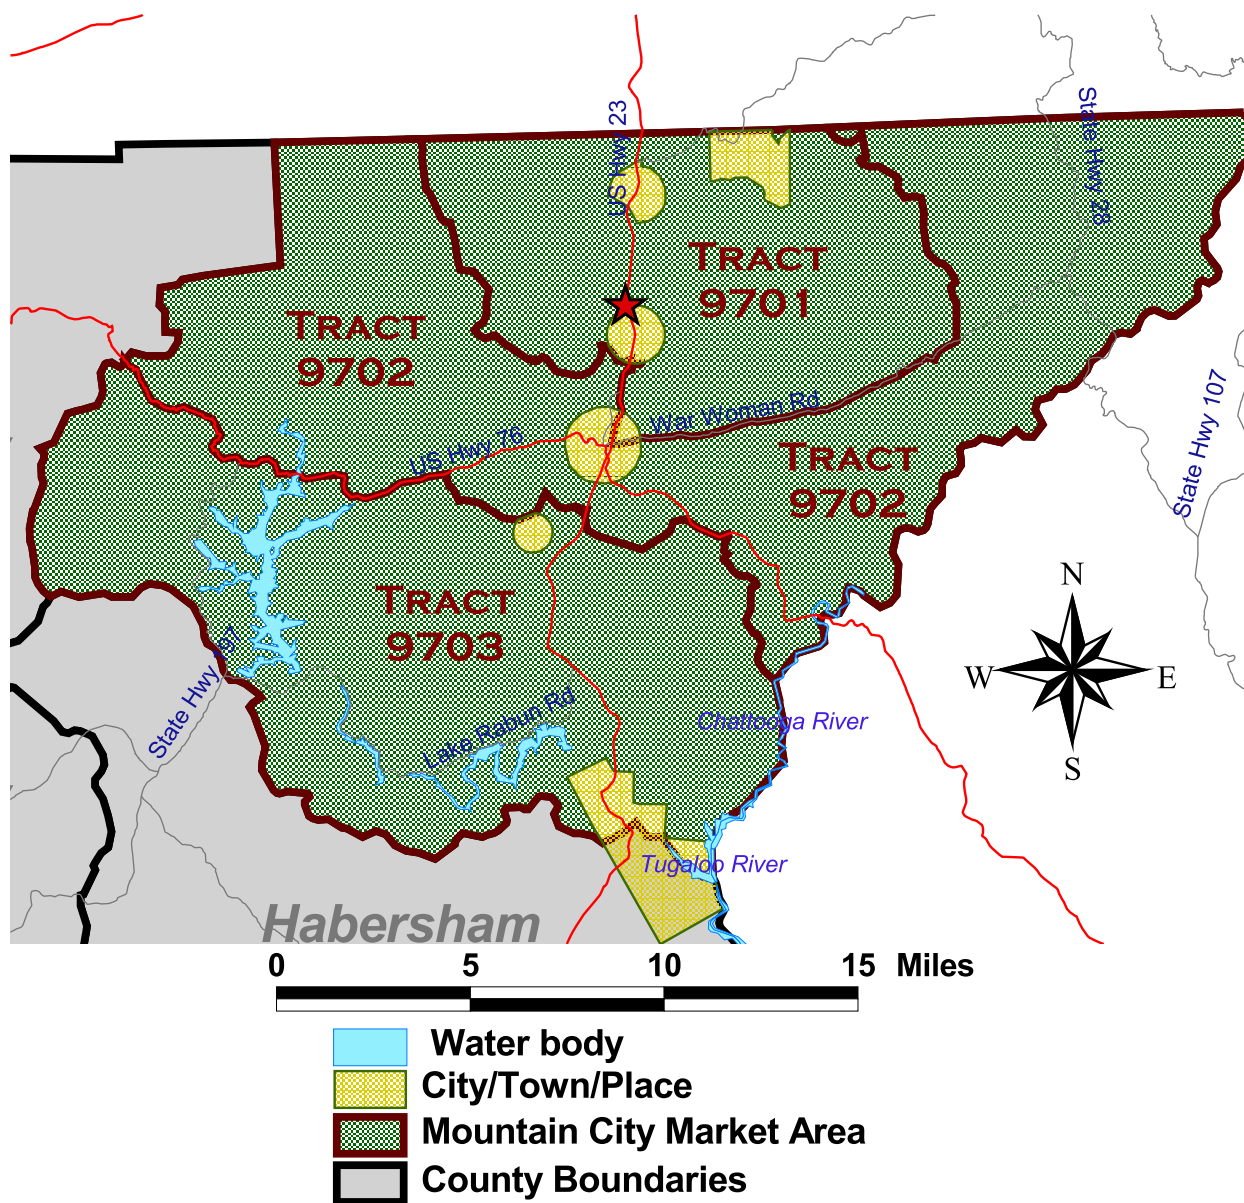 US Hwy 23
State Hwy 28
TRACT
9701
TRACT
9702
War Woman Rd
US Hwy 76
State Hwy 107
TRACT
9702
N
W E
S
TRACT
9703
State Hwy 197
Lake Rabun Rd
Chattooga River
Tugaloo River
Habersham
0 5 10 15 Miles
Water body
City/Town/Place
Mountain City Market Area
County Boundaries